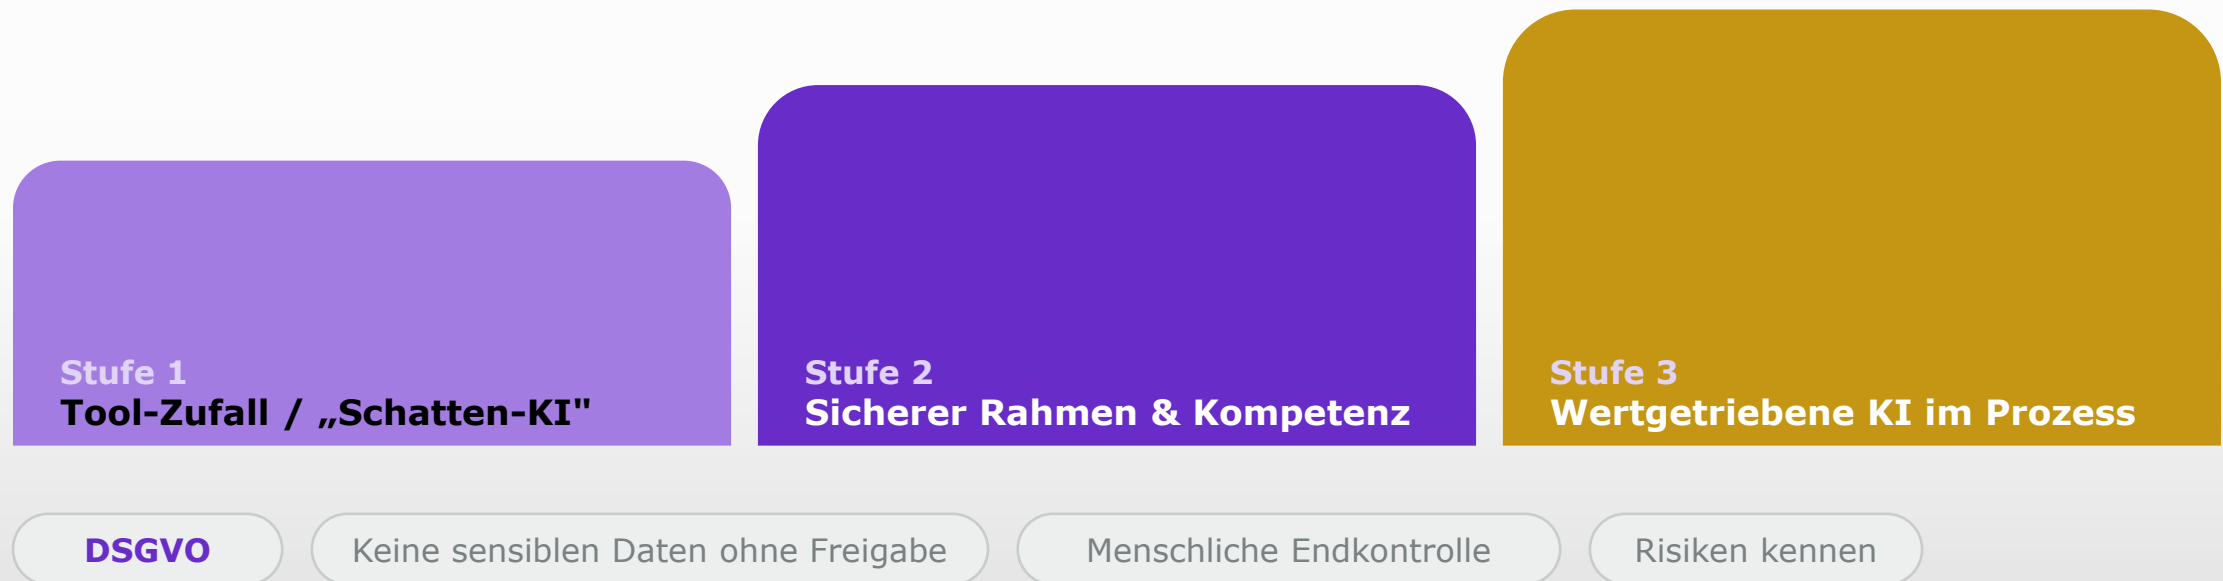 Stufe 1
Tool-Zufall / „Schatten-KI"
Stufe 2
Sicherer Rahmen & Kompetenz
Stufe 3
Wertgetriebene KI im Prozess
DSGVO
Keine sensiblen Daten ohne Freigabe
Menschliche Endkontrolle
Risiken kennen